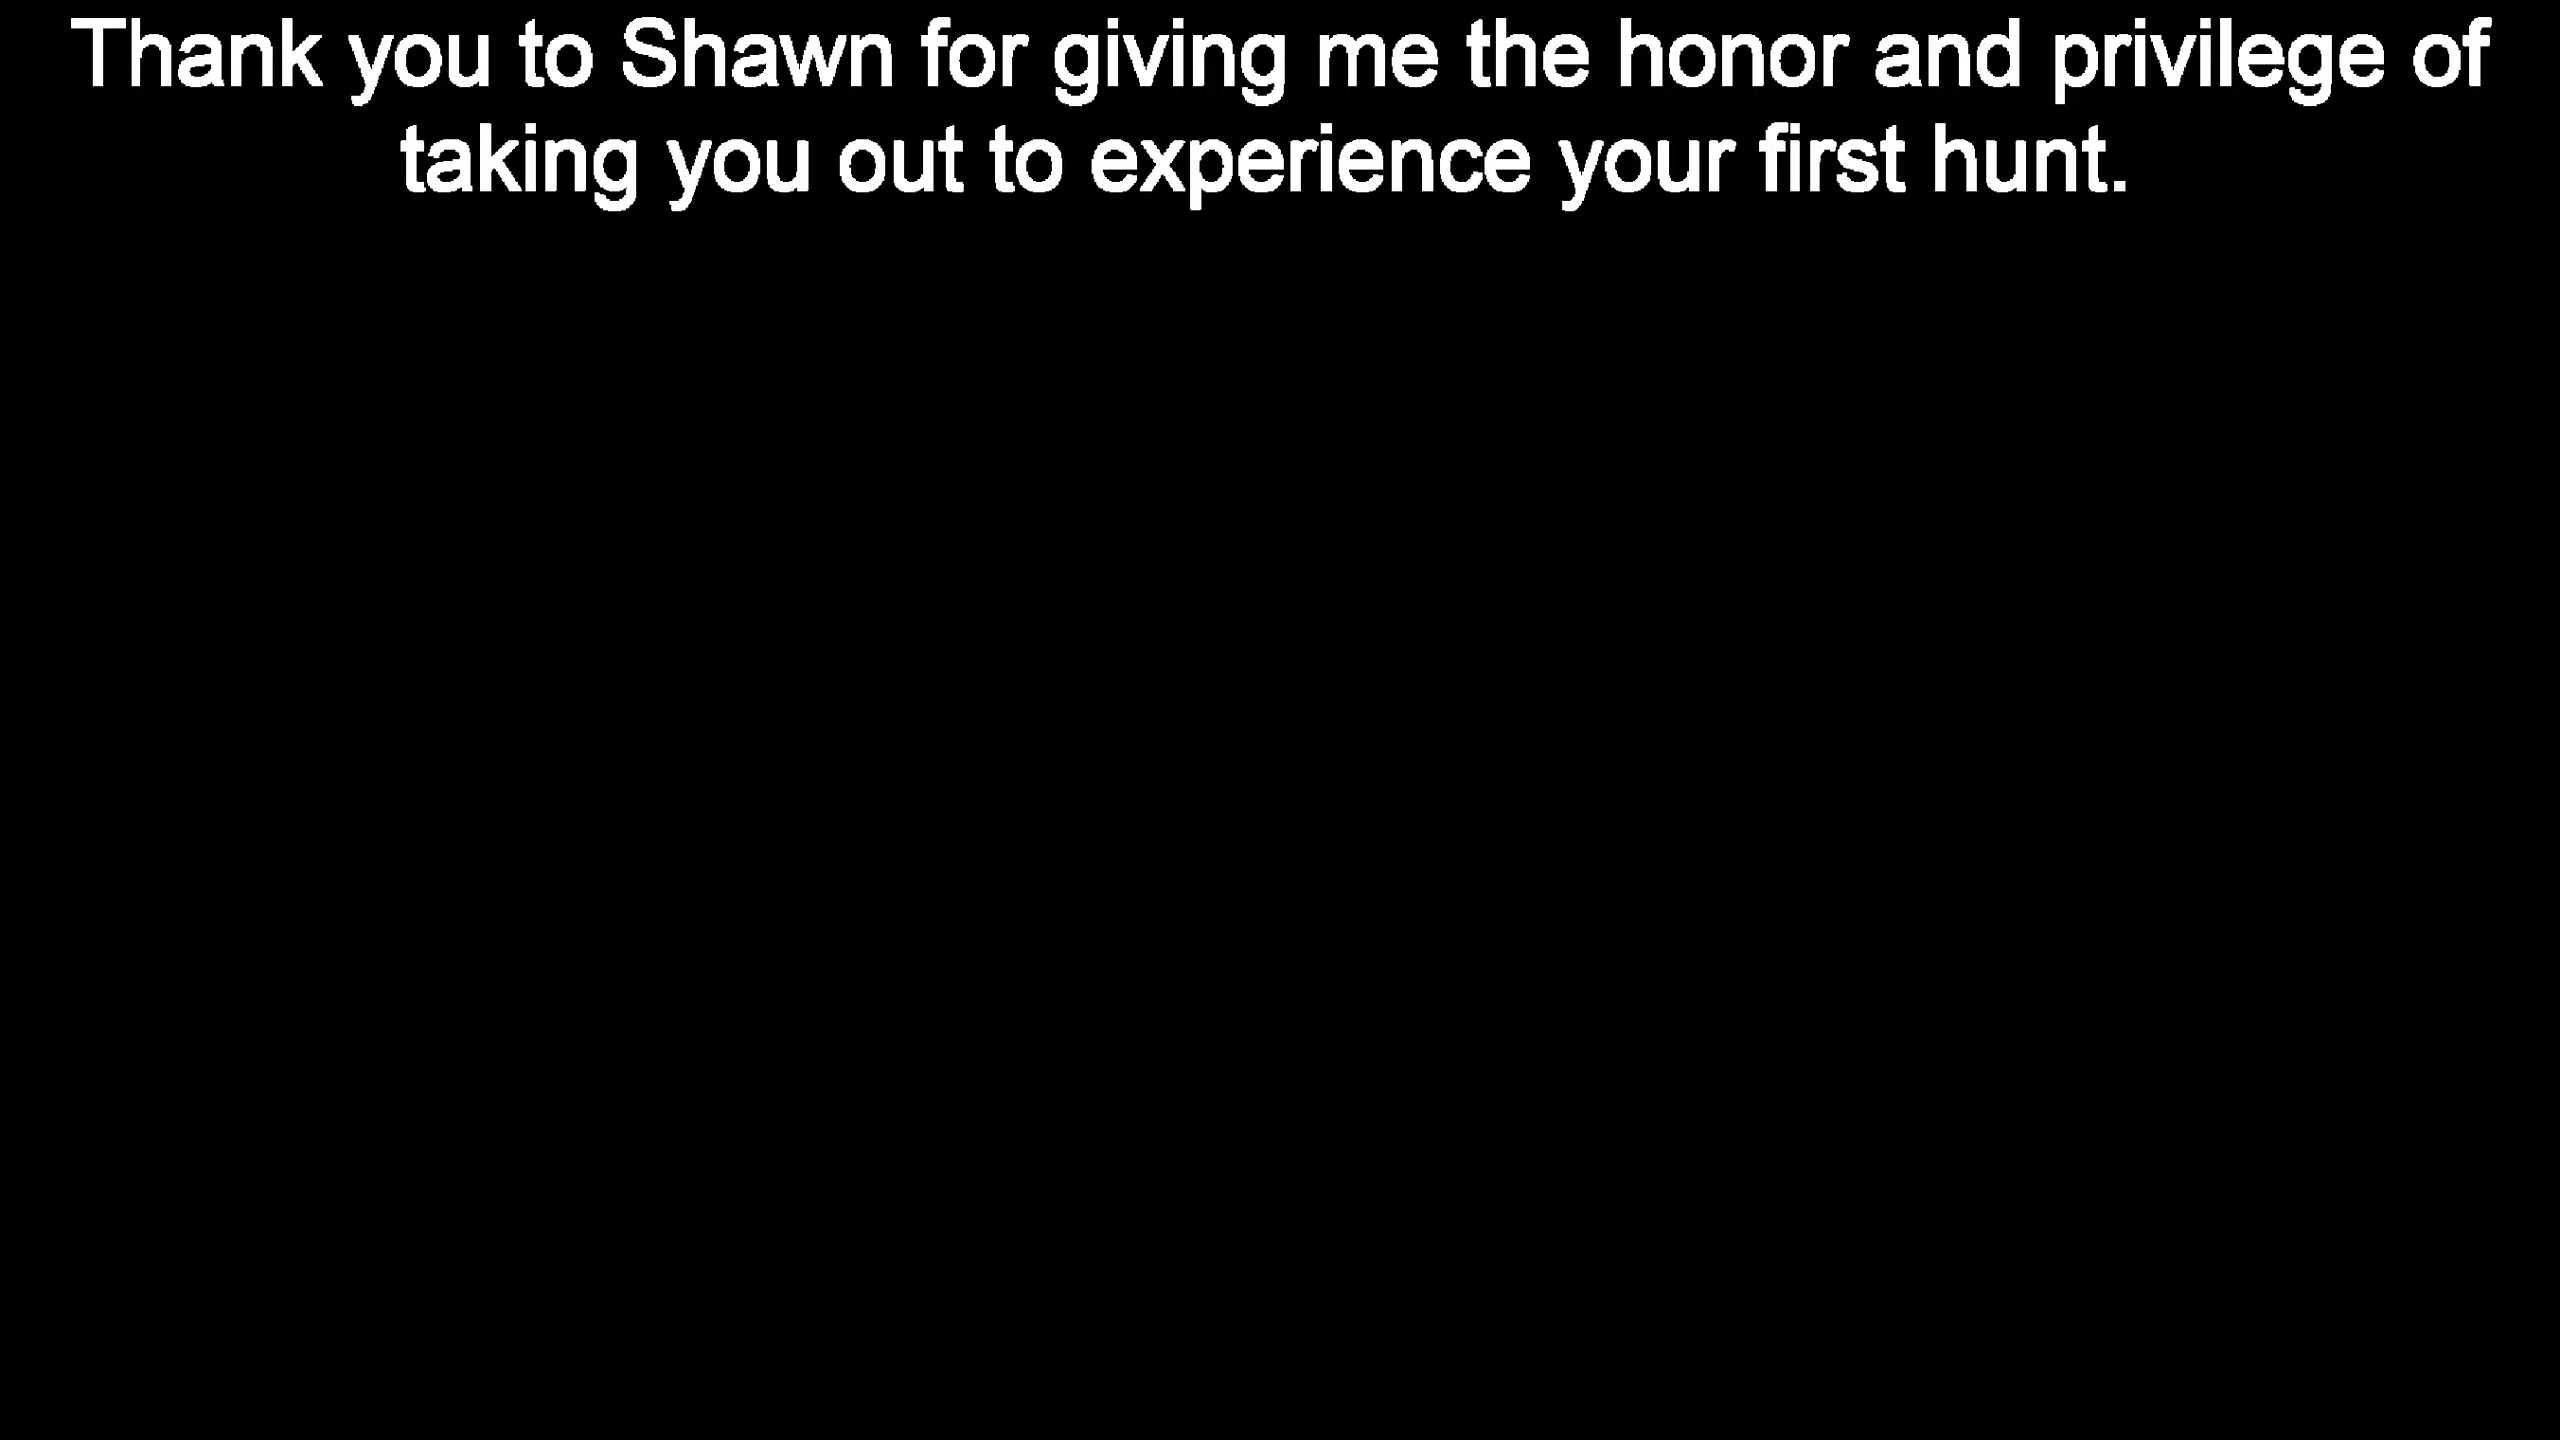 Thank you to Shawn for giving me the honor and privilege of
taking you out to experience your first hunt.